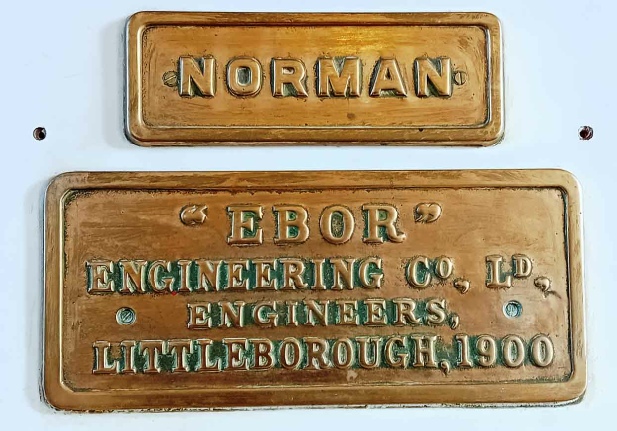 NORMAN
“EBOR”
ENGINEERING Co, LD,
ENGINEERS,
LITTLEBOROUGH, 1900